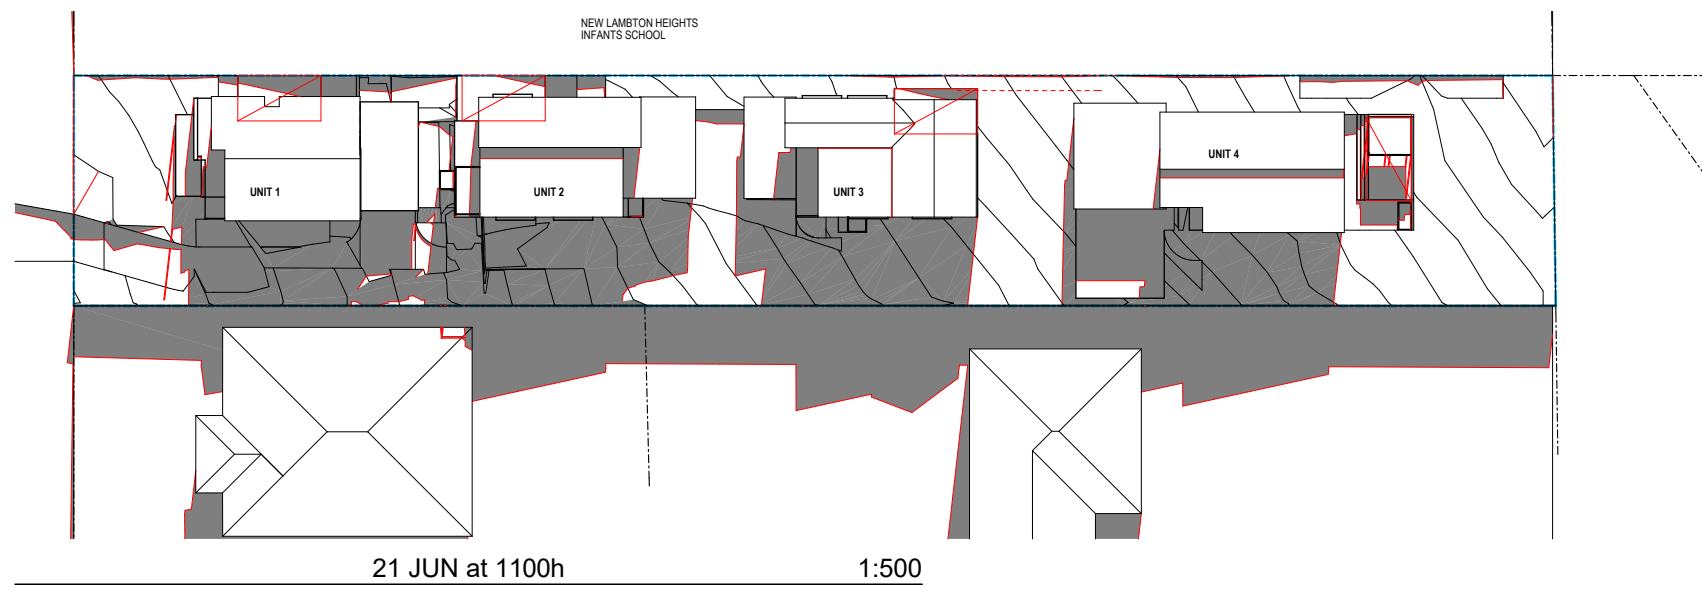 NEW LAMBTON HEIGHTS
INFANTS SCHOOL
UNIT 1
UNIT 2
UNIT 3
UNIT 4
21 JUN at 1100h
1:500